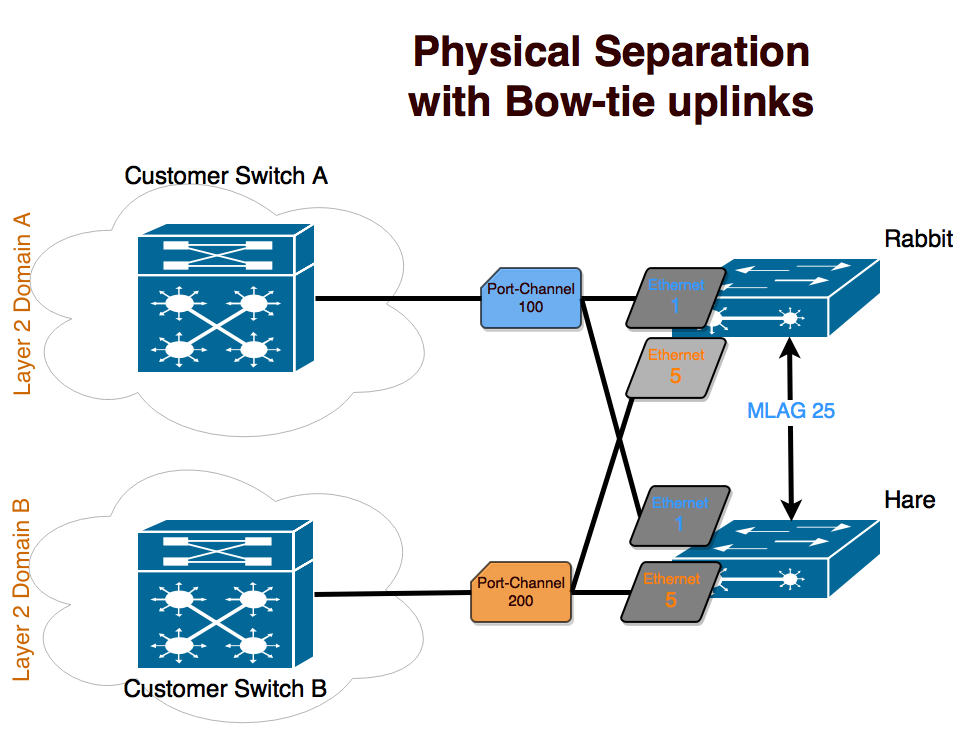 Physical Separation
with Bow-tie uplinks
Customer Switch A
Layer 2 Domain A
Rabbit
Port-Channel
100
Ethernet
1
Ethernet
5
MLAG 25
Layer 2 Domain B
Hare
Ethernet
1
Port-Channel
200
Ethernet
5
Customer Switch B